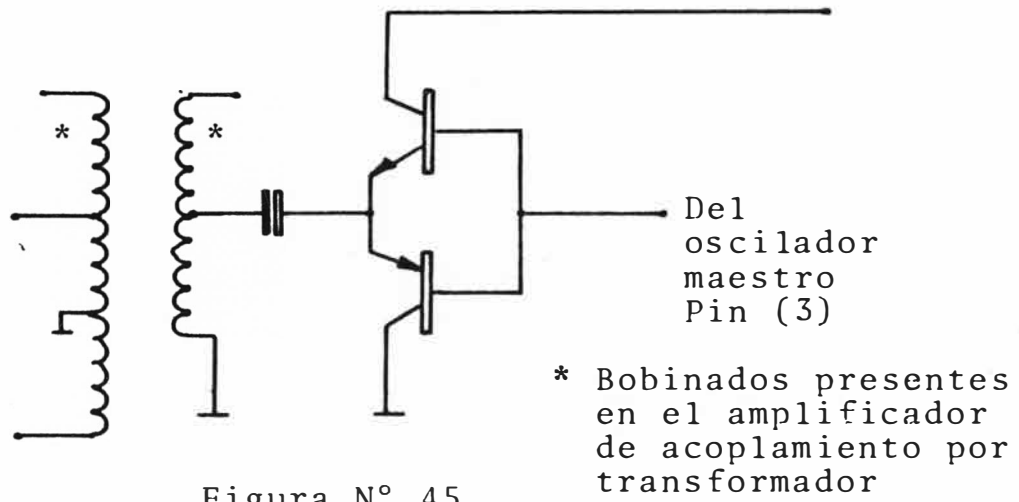 *
*
Del
oscilador
maestro
Pin (3)
* Bobinados presentes
en el amplificador
de acoplamiento por
transformador
Figura N° 45